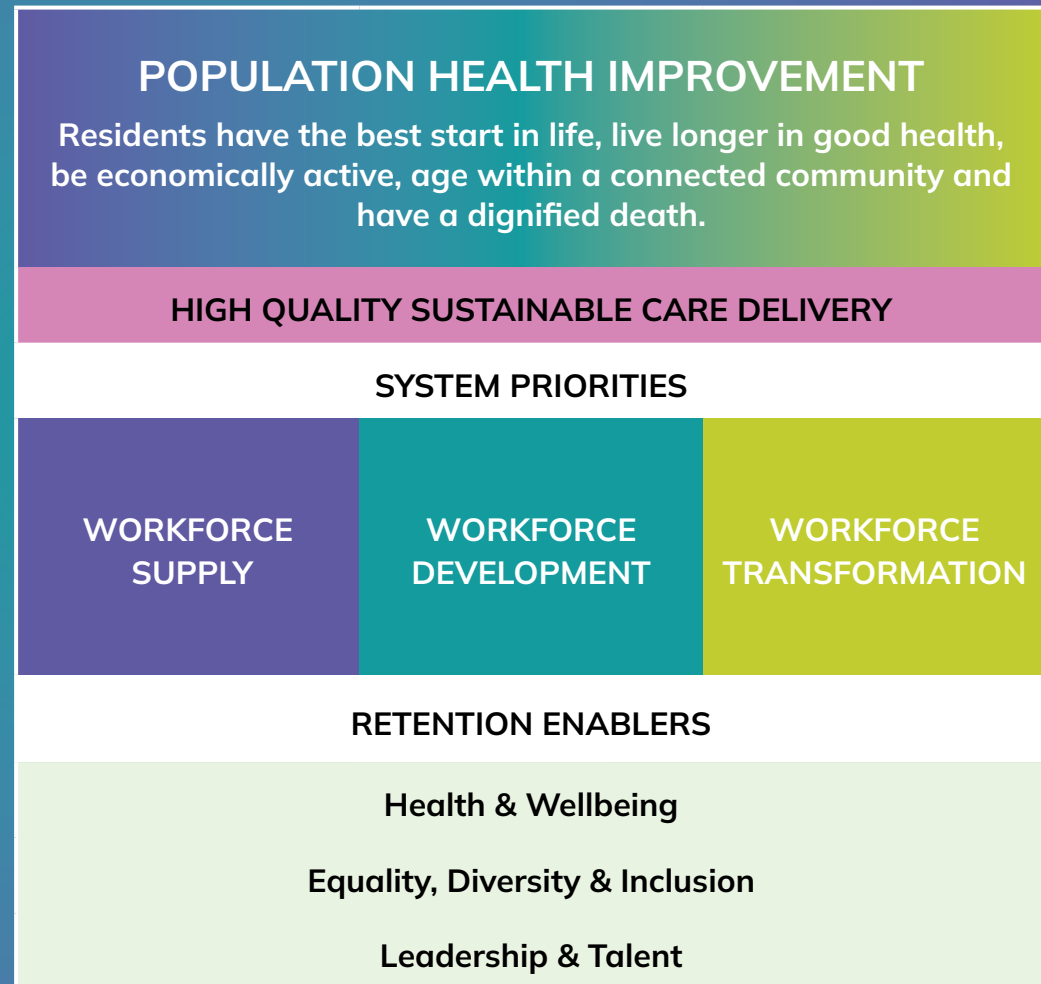 POPULATION HEALTH IMPROVEMENT
Residents have the best start in life, live longer in good health,
be economically active, age within a connected community and
have a dignified death.
HIGH QUALITY SUSTAINABLE CARE DELIVERY
SYSTEM PRIORITIES
WORKFORCE
SUPPLY
WORKFORCE
DEVELOPMENT
WORKFORCE
TRANSFORMATION
RETENTION ENABLERS
Health & Wellbeing
Equality, Diversity & Inclusion
Leadership & Talent